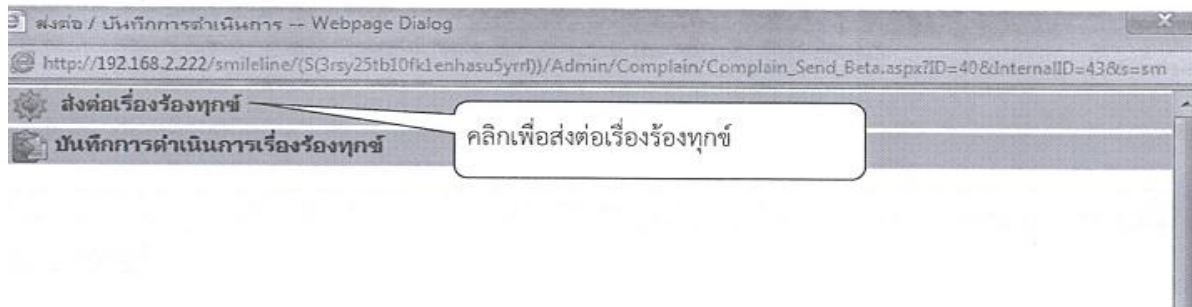 ส่งต่อ / บันทึกการดำเนินการ -- Webpage Dialog
http://192.168.2.222/smileline/(S(3rsy25tb10fk1enhasu5yrrl))/Admin/Complain/Complain_Send_Beta.aspx?ID=40&InternalID=43&s=sm
ส่งต่อเรื่องร้องทุกข์
คลิกเพื่อส่งต่อเรื่องร้องทุกข์
บันทึกการดำเนินการเรื่องร้องทุกข์